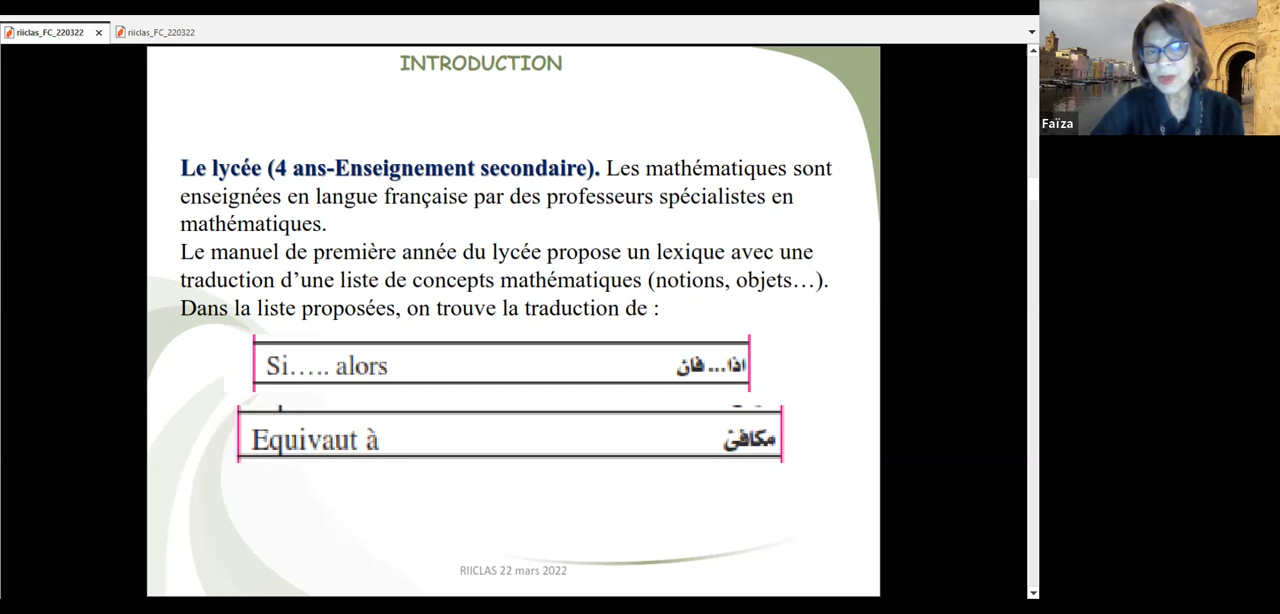 riiclas_FC_220322
riiclas_FC_220322
Faïza
INTRODUCTION
Le lycée (4 ans-Enseignement secondaire). Les mathématiques sont
enseignées en langue française par des professeurs spécialistes en
mathématiques.
Le manuel de première année du lycée propose un lexique avec une
traduction d’une liste de concepts mathématiques (notions, objets…).
Dans la liste proposées, on trouve la traduction de :
Si….. alors اذا... فان
Equivaut à مكافئ
RIICLAS 22 mars 2022